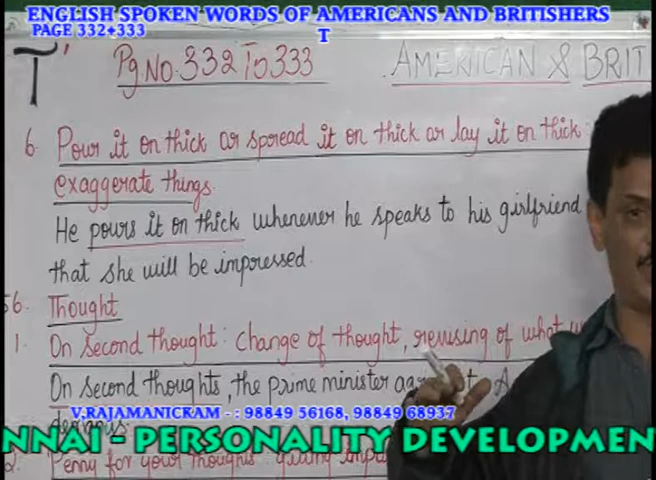 ENGLISH SPOKEN WORDS OF AMERICANS AND BRITISHERS
PAGE 332+333
T
T Pg.No. 332 To 333 AMERICAN & BRIT
6. Pour it on thick or spread it on thick or lay it on thick:
exaggerate things.
He pours it on thick whenever he speaks to his girlfriend
that she will be impressed.
56. Thought
1. On second thought: change of thought, revising of what
On second thoughts, the prime minister
V.RAJAMANICKAM - : 98849 56168, 98849 68937
NNAI - PERSONALITY DEVELOPMEN
2. Penny for your thoughts: